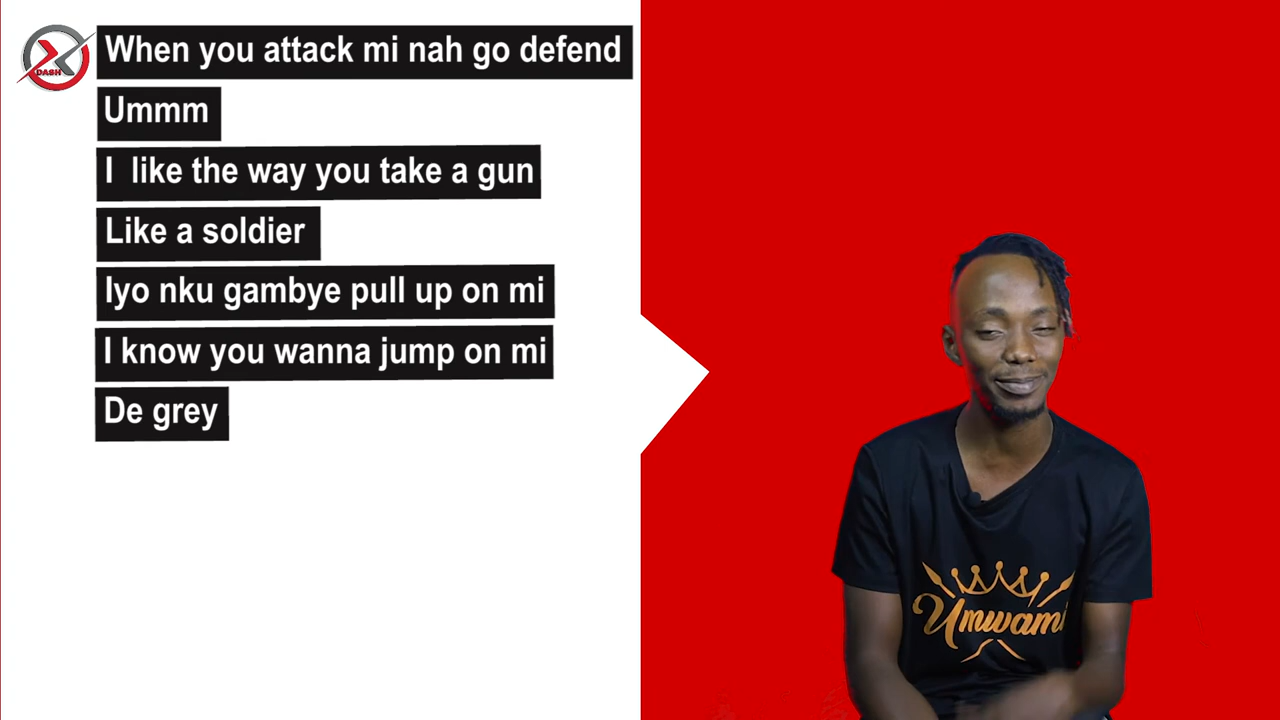 DASH
When you attack mi nah go defend
Ummm
I like the way you take a gun
Like a soldier
Iyo nku gambye pull up on mi
I know you wanna jump on mi
De grey
Umwami